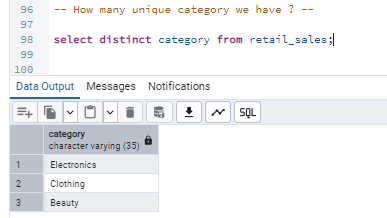 96 -- How many unique category we have ? --
97
98 select distinct category from retail_sales;
99
100
Data Output Messages Notifications
SQL
category
character varying (35)
1 Electronics
2 Clothing
3 Beauty